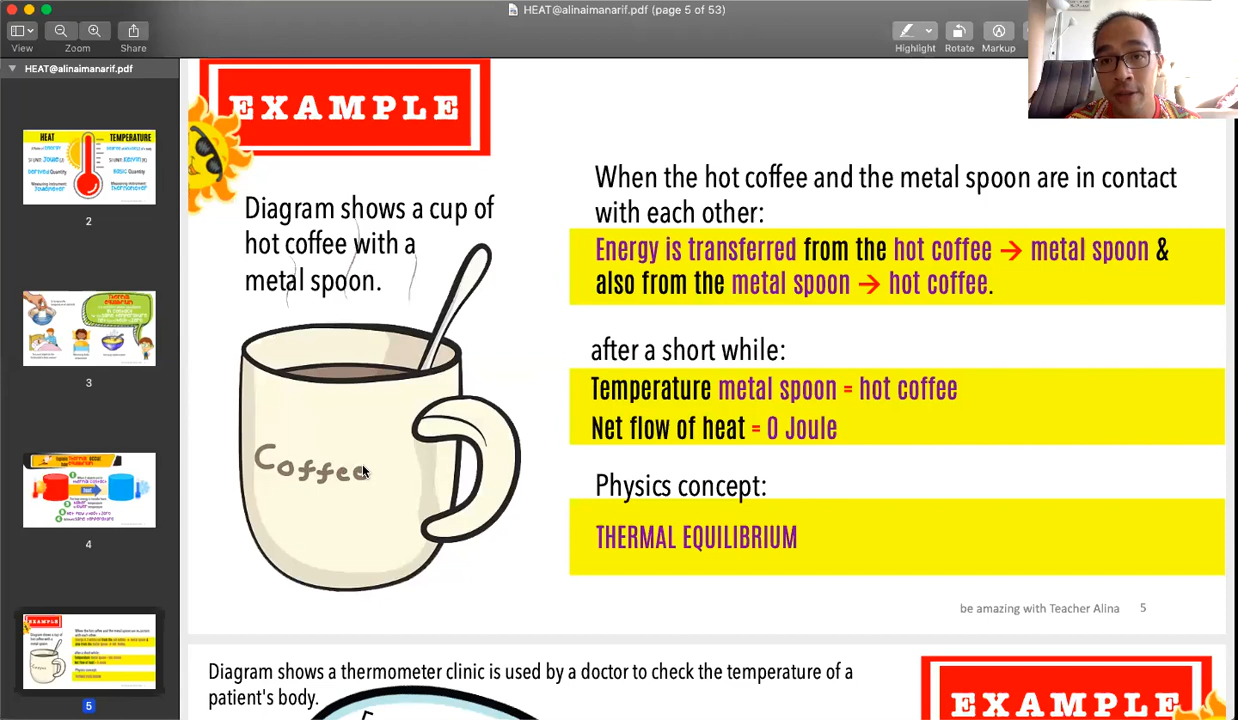 HEAT@alinaimanarif.pdf (page 5 of 53)
View
Zoom
Share
Highlight
Rotate
Markup
HEAT@alinaimanarif.pdf
HEAT
TEMPERATURE
2
3
4
5
EXAMPLE
Diagram shows a cup of
hot coffee with a
metal spoon.
Coffee
When the hot coffee and the metal spoon are in contact
with each other:
Energy is transferred from the hot coffee → metal spoon &
also from the metal spoon → hot coffee.
after a short while:
Temperature metal spoon = hot coffee
Net flow of heat = 0 Joule
Physics concept:
THERMAL EQUILIBRIUM
be amazing with Teacher Alina 5
Diagram shows a thermometer clinic is used by a doctor to check the temperature of a
patient's body.
EXAMPLE